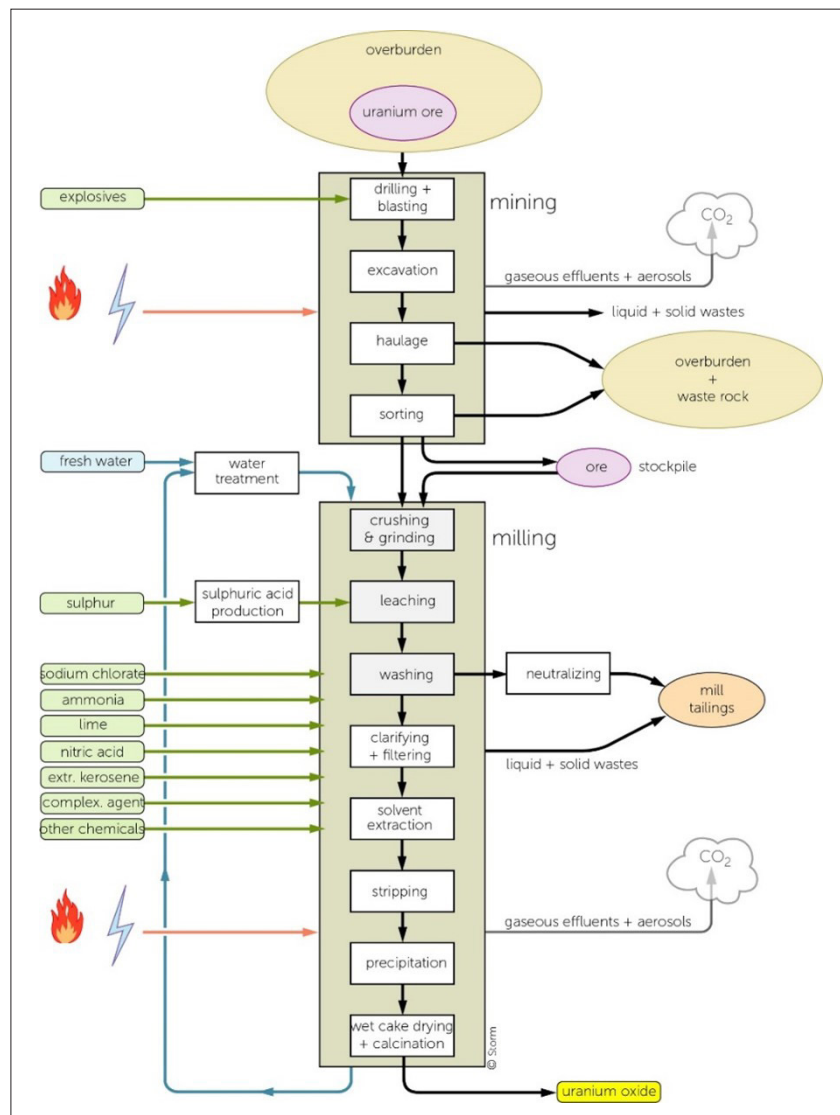 overburden
uranium ore
explosives
drilling +
blasting
mining
CO2
excavation
gaseous effluents + aerosols
liquid + solid wastes
haulage
overburden
+
waste rock
sorting
fresh water
water
treatment
ore
stockpile
crushing
& grinding
milling
sulphur
sulphuric acid
production
leaching
sodium chlorate
washing
neutralizing
mill
tailings
ammonia
lime
clarifying
+ filtering
nitric acid
liquid + solid wastes
extr. kerosene
complex. agent
solvent
extraction
other chemicals
CO2
stripping
gaseous effluents + aerosols
precipitation
wet cake drying
+ calcination
© Storm
uranium oxide